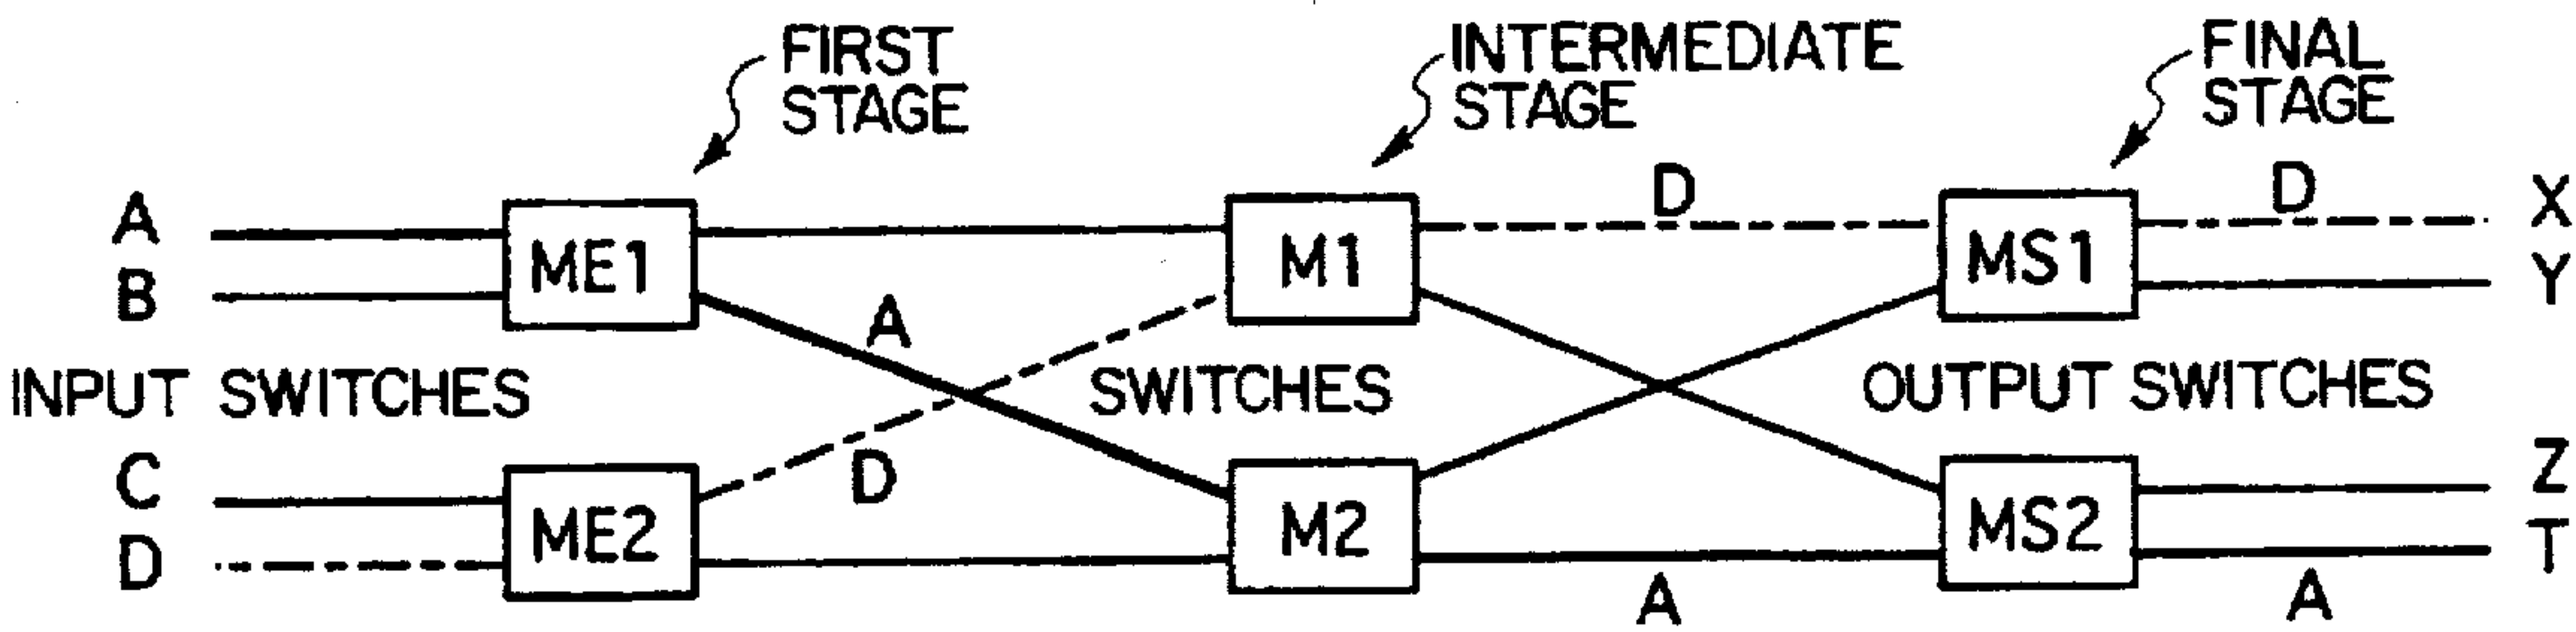 FIRST
STAGE
INTERMEDIATE
STAGE
FINAL
STAGE
A
B
ME1
A
M1
D
MS1
D
X
Y
INPUT SWITCHES
SWITCHES
OUTPUT SWITCHES
C
D
ME2
D
M2
A
MS2
A
Z
T